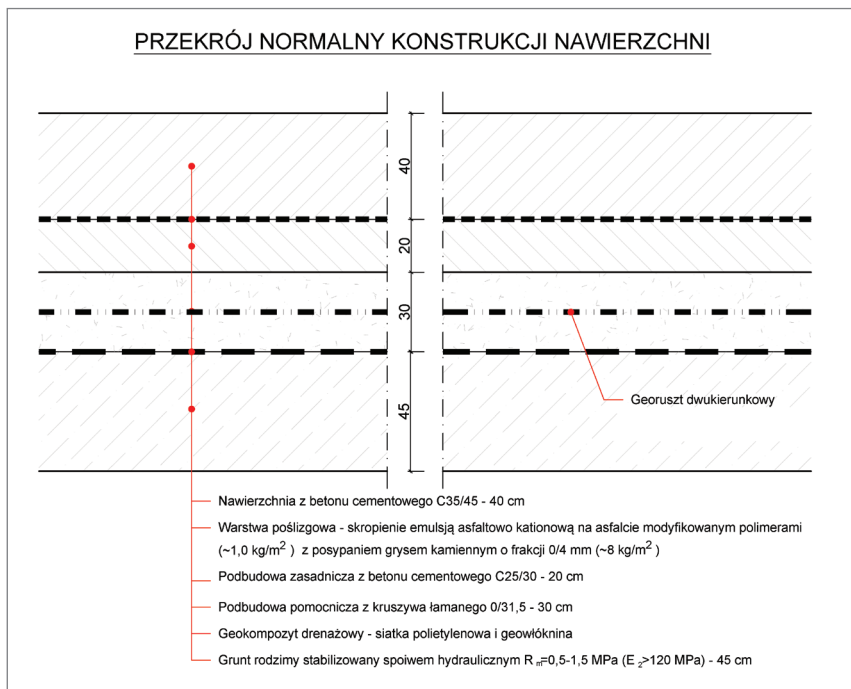 PRZEKRÓJ NORMALNY KONSTRUKCJI NAWIERZCHNI
40
20
30
45
Georuszt dwukierunkowy
Nawierzchnia z betonu cementowego C35/45 - 40 cm
Warstwa poślizgowa - skropienie emulsją asfaltowo kationową na asfalcie modyfikowanym polimerami
(~1,0 kg/m² ) z posypaniem grysem kamiennym o frakcji 0/4 mm (~8 kg/m² )
Podbudowa zasadnicza z betonu cementowego C25/30 - 20 cm
Podbudowa pomocnicza z kruszywa łamanego 0/31,5 - 30 cm
Geokompozyt drenażowy - siatka polietylenowa i geowłóknina
Grunt rodzimy stabilizowany spoiwem hydraulicznym R m=0,5-1,5 MPa (E 2>120 MPa) - 45 cm